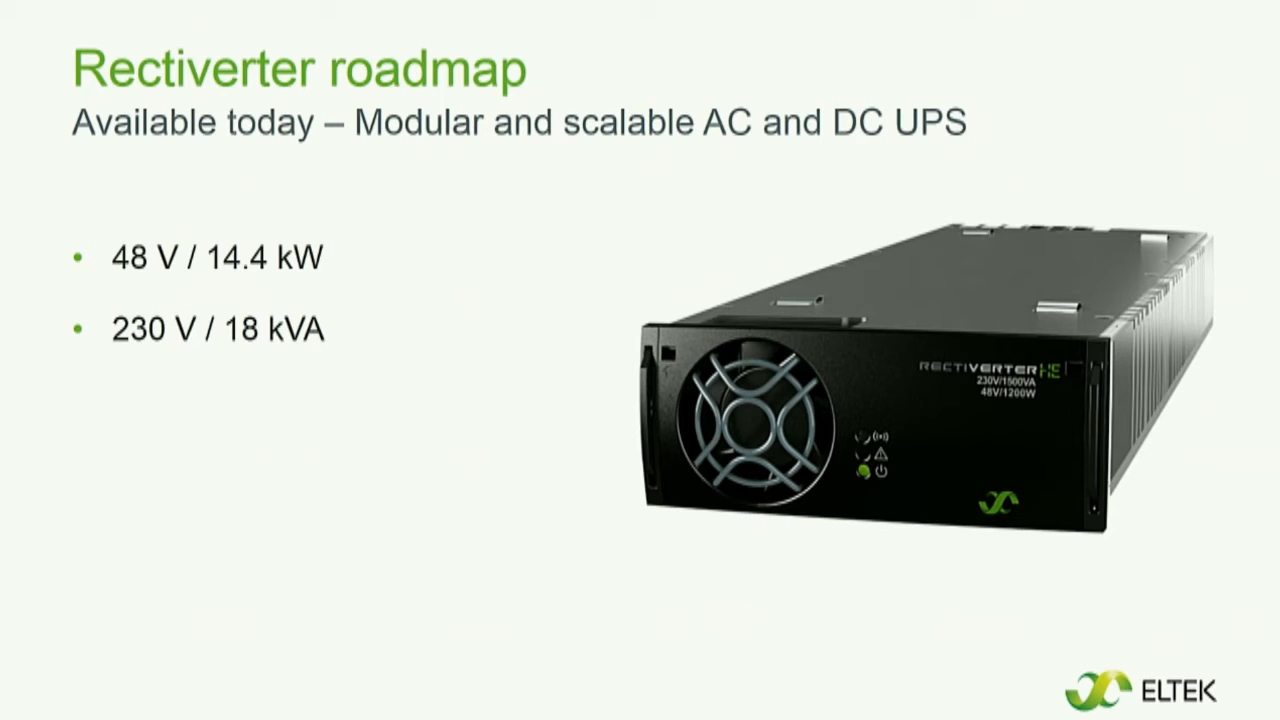 Rectiverter roadmap
Available today – Modular and scalable AC and DC UPS
• 48 V / 14.4 kW
• 230 V / 18 kVA
RECTIVERTER HE
230V/1500VA
48V/1200W
ELTEK